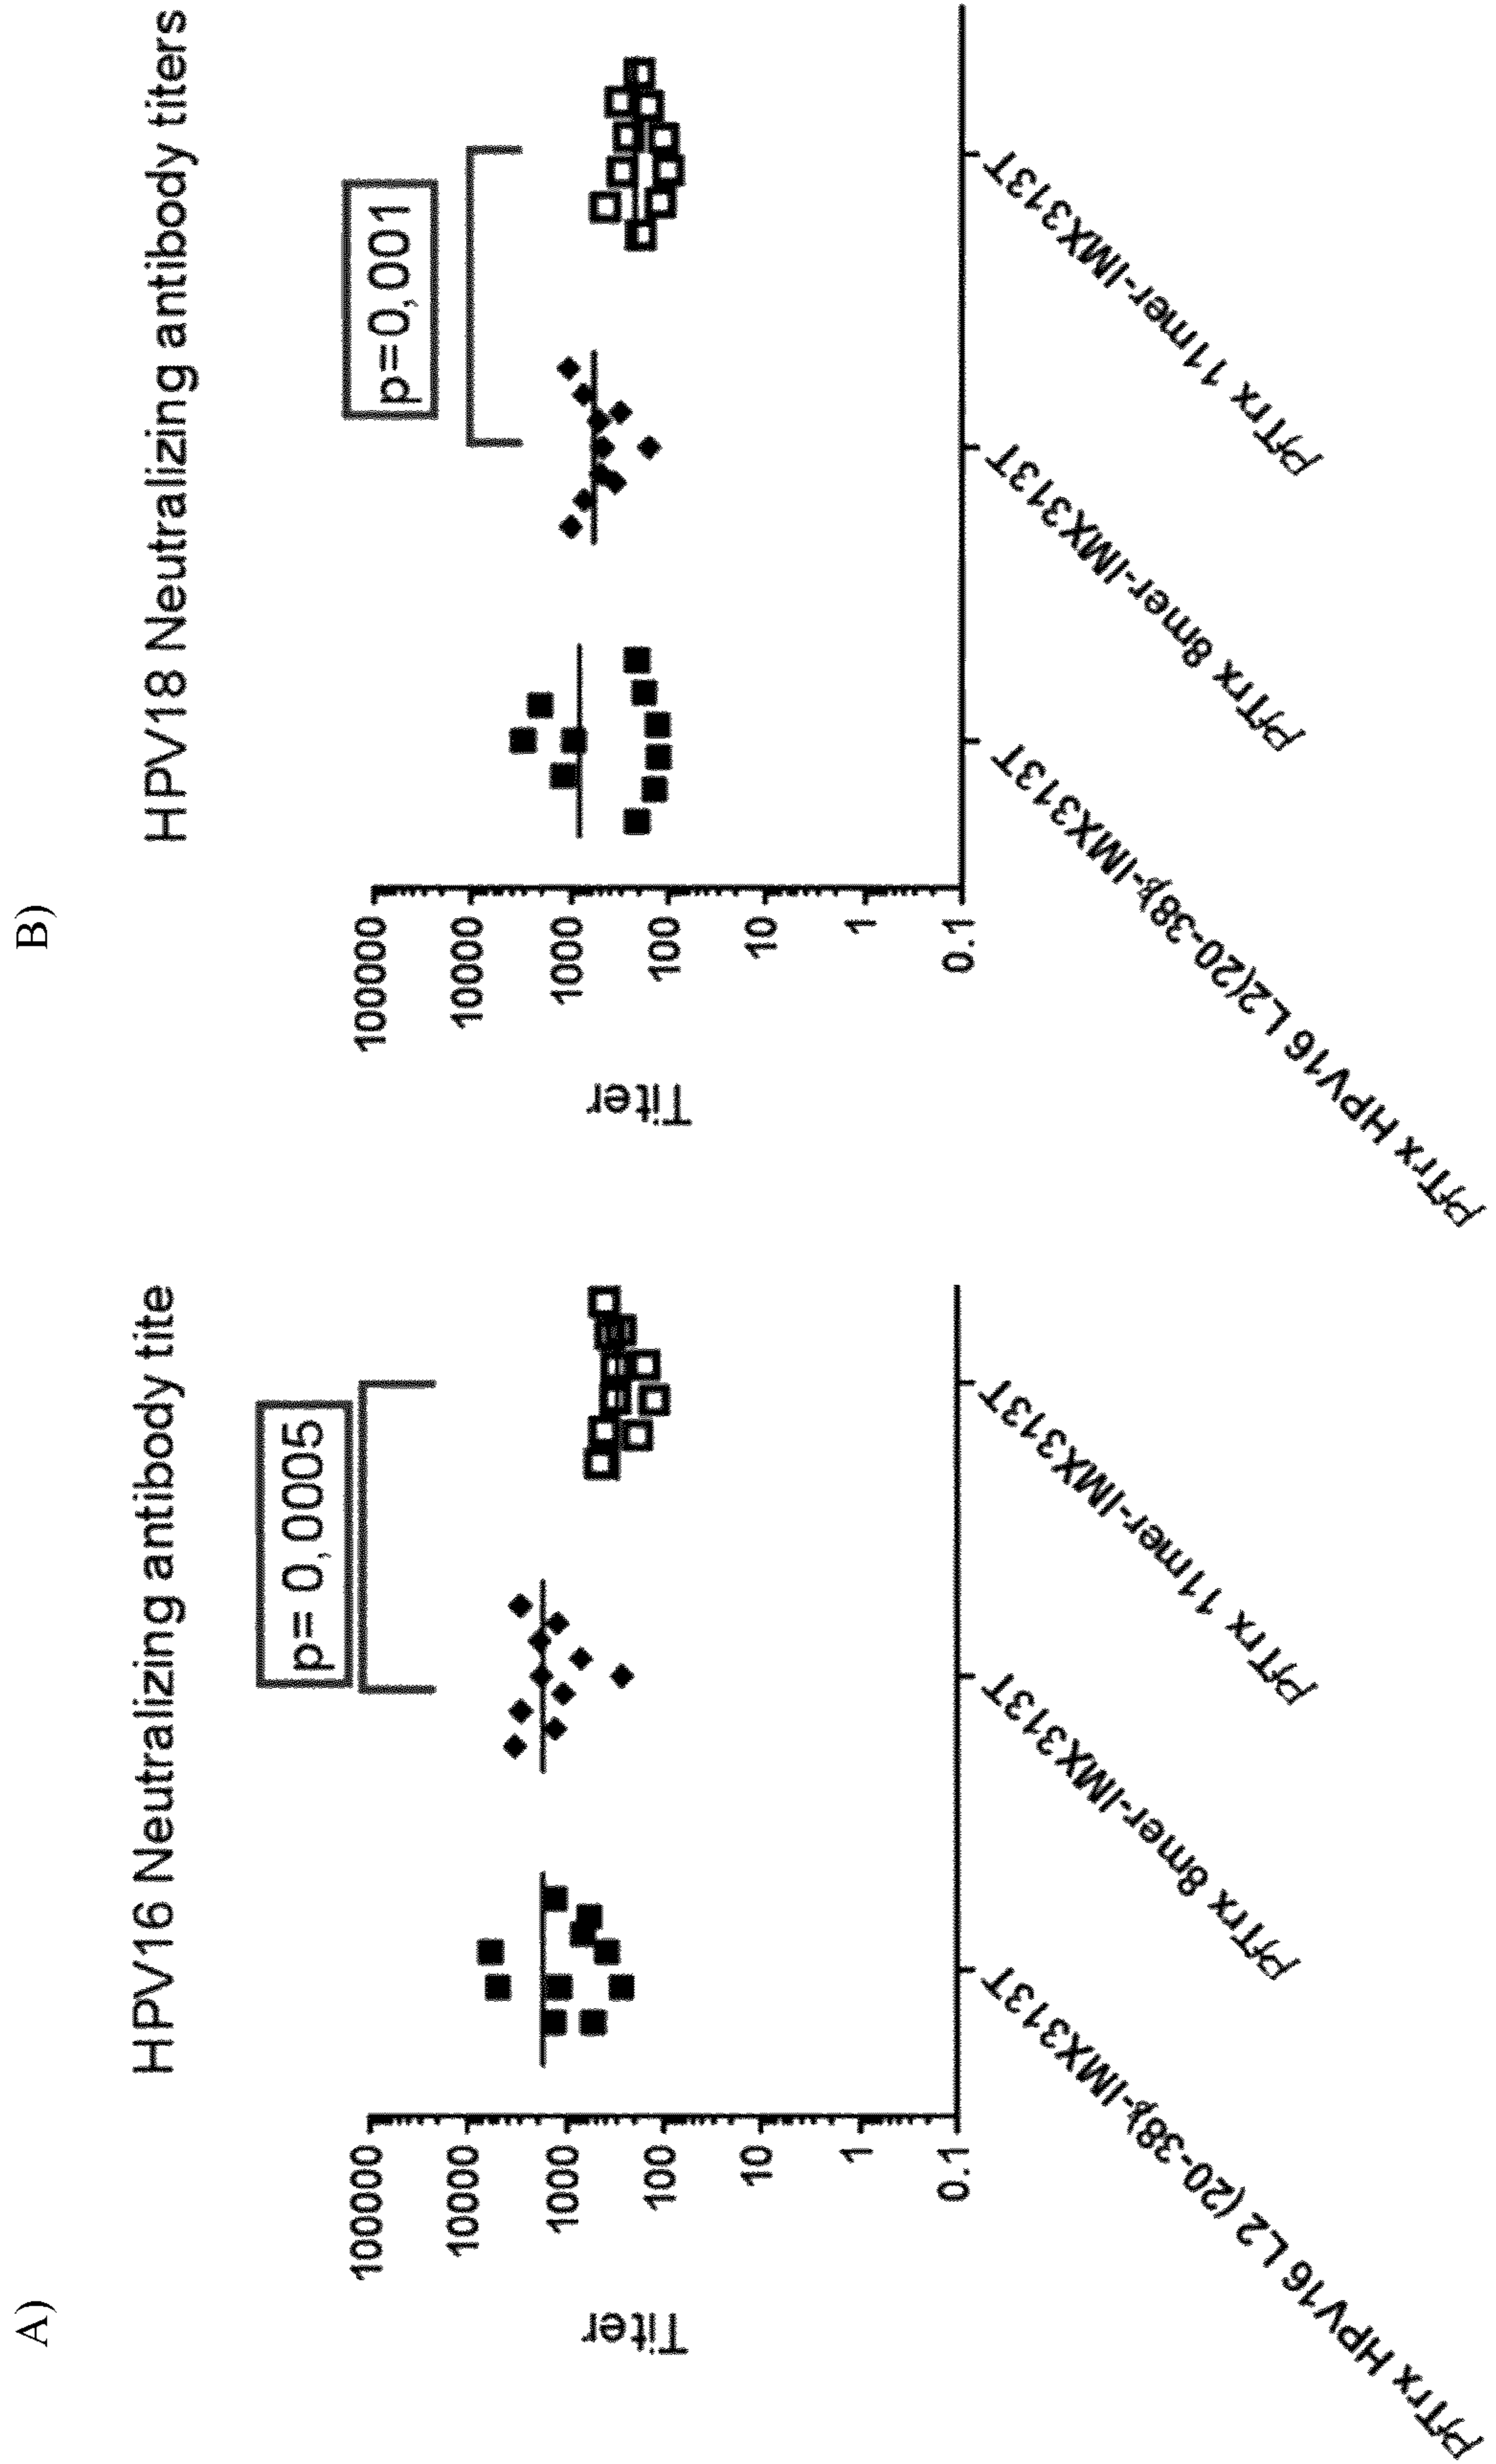 A)
HPV16 Neutralizing antibody tite
p= 0,0005
100000
10000
1000
100
10
1
0.1
Titer
PfTrx HPV16 L2 (20-38)₃-IMX313T
PfTrx 8mer-IMX313T
PfTrx 11mer-IMX313T
B)
HPV18 Neutralizing antibody titers
p=0,001
100000
10000
1000
100
10
1
0.1
Titer
PfTrx HPV16 L2(20-38)₃-IMX313T
PfTrx 8mer-IMX313T
PfTrx 11mer-IMX313T